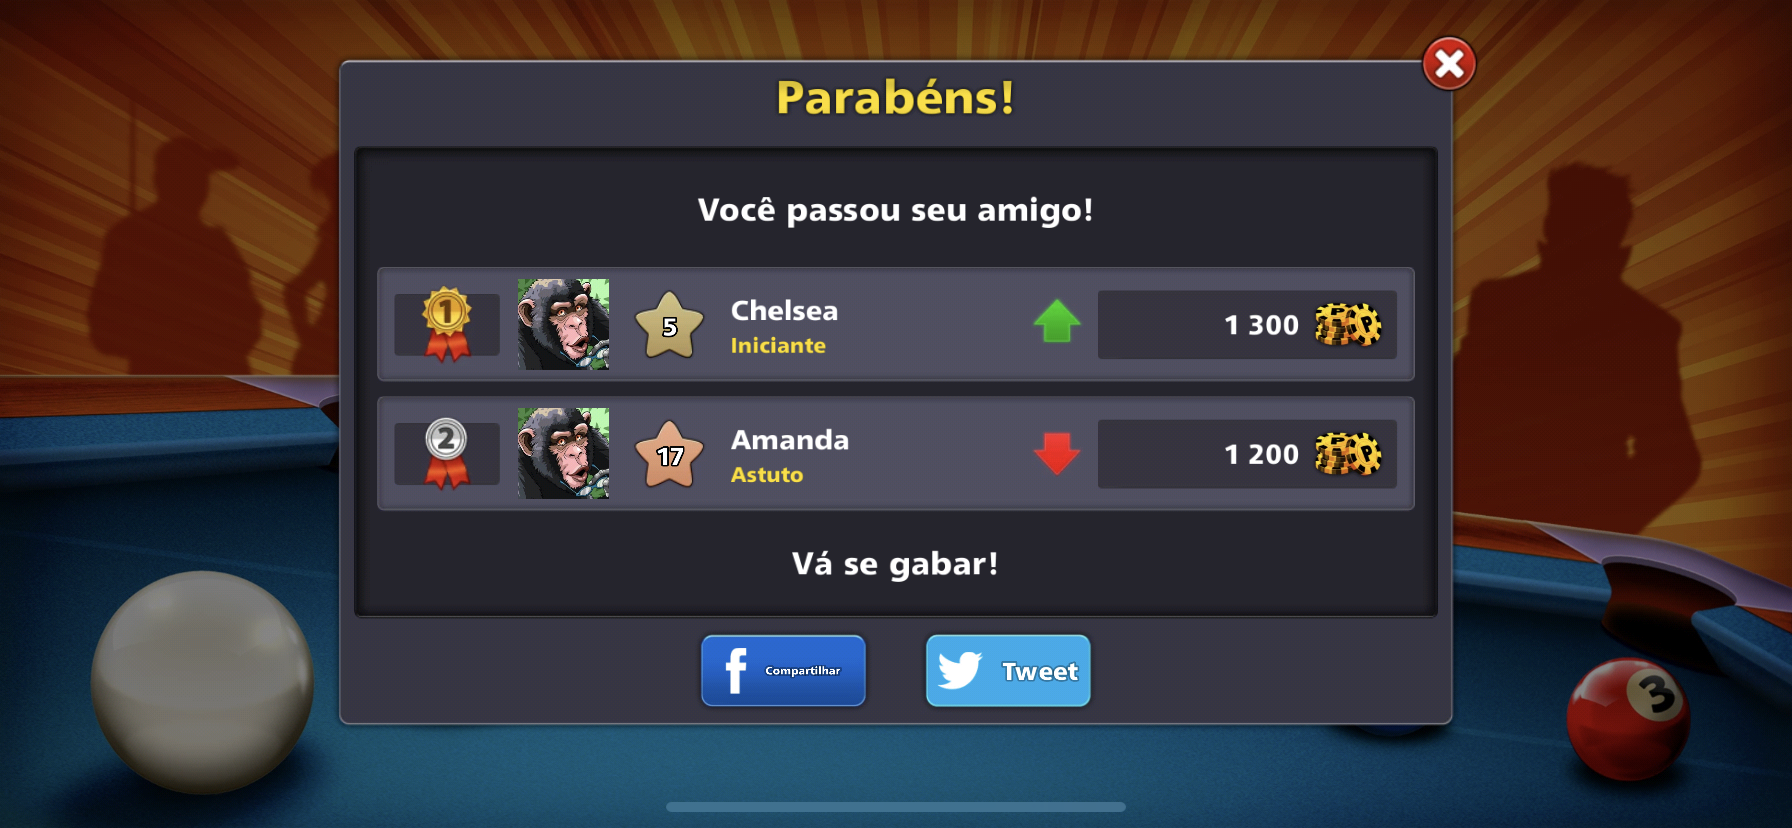 Parabéns!
Você passou seu amigo!
1
5
Chelsea
Iniciante
1 300
P P
2
17
Amanda
Astuto
1 200
P P
Vá se gabar!
f Compartilhar
Tweet
3